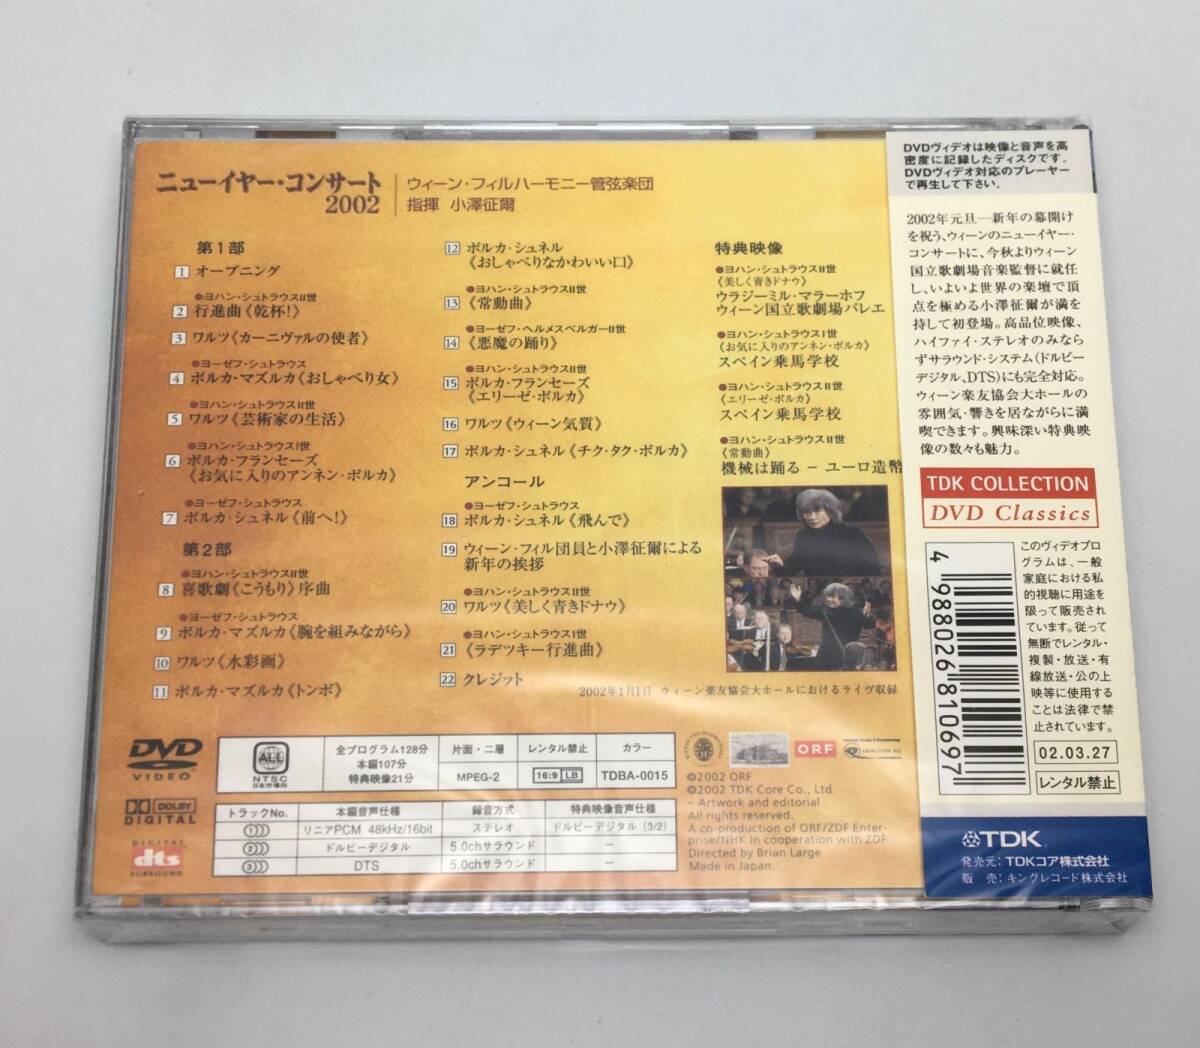 ニューイヤー・コンサート
2002
ウィーン・フィルハーモニー管弦楽団
指揮 小澤征爾
第1部
1 オープニング
●ヨハン・シュトラウスII世
2 行進曲《乾杯!》
3 ワルツ《カーニヴァルの使者》
●ヨーゼフ・シュトラウス
4 ポルカ・マズルカ《おしゃべり女》
●ヨハン・シュトラウスII世
5 ワルツ《芸術家の生活》
●ヨハン・シュトラウスI世
6 ポルカ・フランセーズ
《お気に入りのアンネン・ポルカ》
●ヨーゼフ・シュトラウス
7 ポルカ・シュネル《前へ!》
第2部
●ヨハン・シュトラウスII世
8 喜歌劇《こうもり》序曲
●ヨーゼフ・シュトラウス
9 ポルカ・マズルカ《腕を組みながら》
10 ワルツ《水彩画》
11 ポルカ・マズルカ《トンボ》
12 ポルカ・シュネル
《おしゃべりなかわいい口》
●ヨハン・シュトラウスII世
13 《常動曲》
●ヨーゼフ・ヘルメスベルガーII世
14 《悪魔の踊り》
●ヨハン・シュトラウスII世
15 ポルカ・フランセーズ
《エリーゼ・ポルカ》
16 ワルツ《ウィーン気質》
17 ポルカ・シュネル《チク・タク・ポルカ》
アンコール
●ヨーゼフ・シュトラウス
18 ポルカ・シュネル《飛んで》
19 ウィーン・フィル団員と小澤征爾による
新年の挨拶
●ヨハン・シュトラウスII世
20 ワルツ《美しく青きドナウ》
●ヨハン・シュトラウスI世
21 《ラデツキー行進曲》
22 クレジット
特典映像
●ヨハン・シュトラウスII世
《美しく青きドナウ》
ウラジーミル・マラーホフ
ウィーン国立歌劇場バレエ
●ヨハン・シュトラウスI世
《お気に入りのアンネン・ポルカ》
スペイン乗馬学校
●ヨハン・シュトラウスII世
《エリーゼ・ポルカ》
スペイン乗馬学校
●ヨハン・シュトラウスII世
《常動曲》
機械は踊る － ユーロ造幣
2002年1月1日 ウィーン楽友協会大ホールにおけるライヴ収録
DVD
VIDEO
ALL
NTSC
日本市場向
全プログラム128分
本編107分
特典映像21分
片面・二層
レンタル禁止
カラー
MPEG-2
16:9 LB
TDBA-0015
DOLBY
DIGITAL
DIGITAL
dts
SURROUND
トラックNo. 本編音声仕様 録音方式 特典映像音声仕様
1 リニアPCM 48kHz/16bit ステレオ ドルビーデジタル (3/2)
2 ドルビーデジタル 5.0chサラウンド －
3 DTS 5.0chサラウンド －
ORF
IMAGION AG
©2002 ORF
©2002 TDK Core Co., Ltd.
– Artwork and editorial
All rights reserved.
A co-production of ORF/ZDF Enter-
prise/NHK In cooperation with ZDF
Directed by Brian Large
Made in Japan.
DVDヴィデオは映像と音声を高
密度に記録したディスクです。
DVDヴィデオ対応のプレーヤー
で再生して下さい。
2002年元旦―新年の幕開け
を祝う、ウィーンのニューイヤー・
コンサートに、今秋よりウィーン
国立歌劇場音楽監督に就任
し、いよいよ世界の楽壇で頂
点を極める小澤征爾が満を
持して初登場。高品位映像、
ハイファイ・ステレオのみなら
ずサラウンド・システム(ドルビー
デジタル、DTS)にも完全対応。
ウィーン楽友協会大ホールの
雰囲気・響きを居ながらに満
喫できます。興味深い特典映
像の数々も魅力。
TDK COLLECTION
DVD Classics
4 988026 810697
このヴィデオプロ
グラムは、一般
家庭における私
的視聴に用途を
限って販売され
ています。従って
無断でレンタル・
複製・放送・有
線放送・公の上
映等に使用する
ことは法律で禁
止されています。
02.03.27
レンタル禁止
TDK
発売元: TDKコア株式会社
販 売: キングレコード株式会社